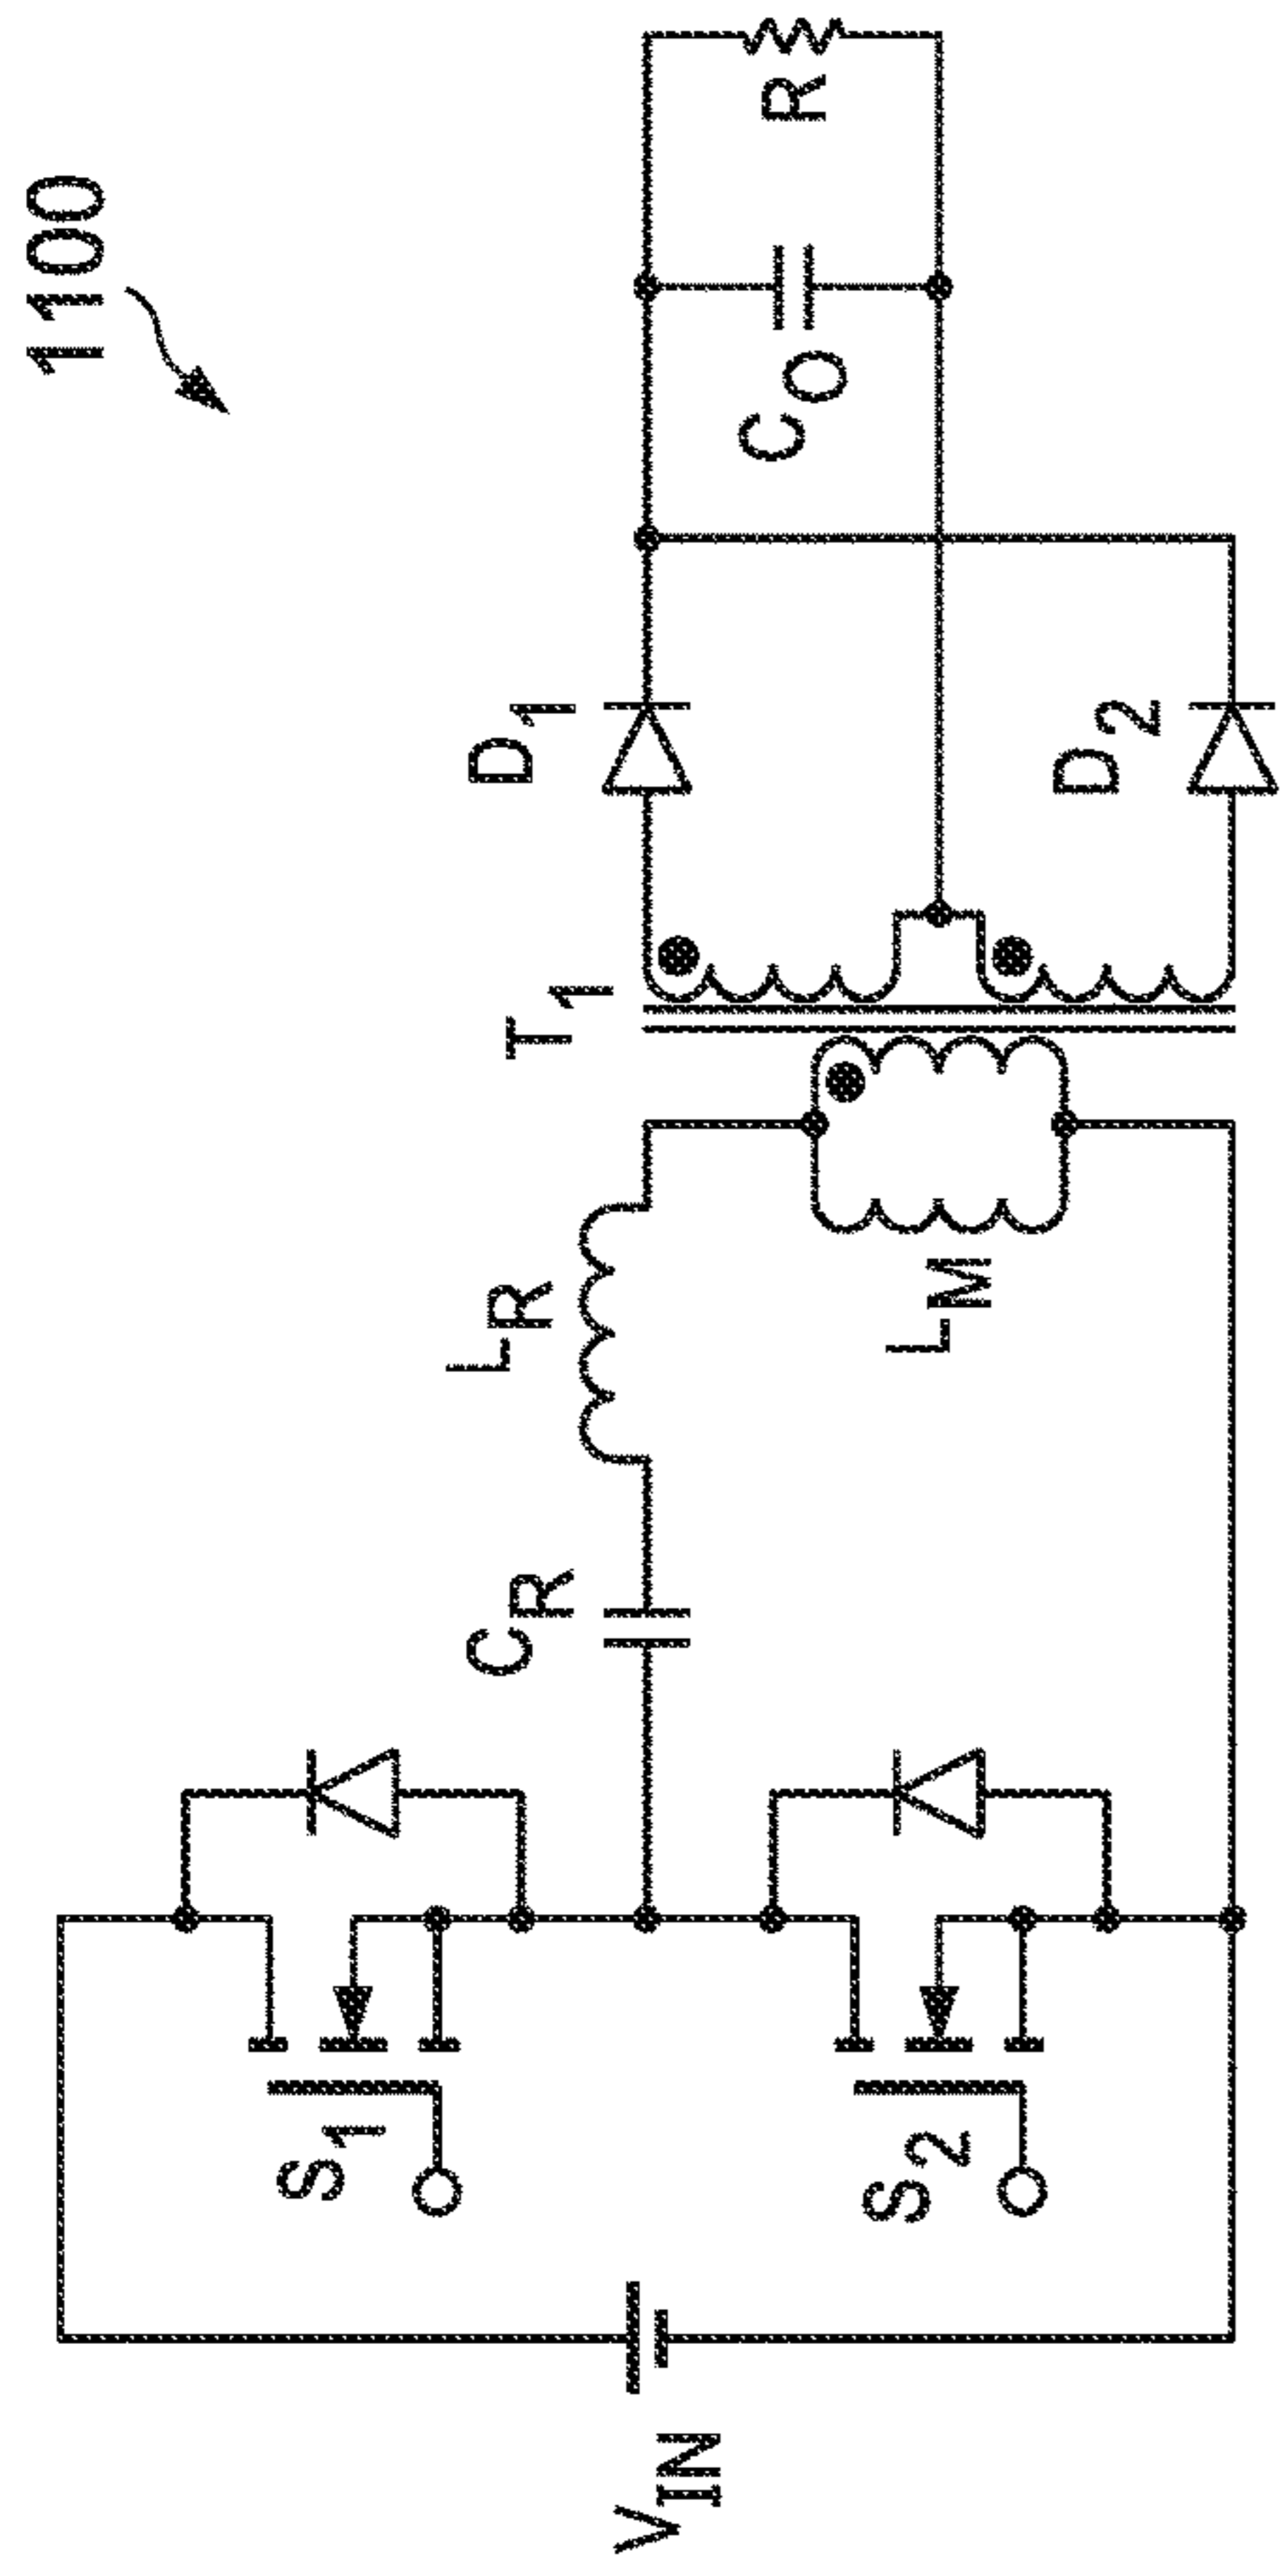 1100
V_IN
S_1
S_2
C_R
L_R
L_M
T_1
D_1
D_2
C_O
R